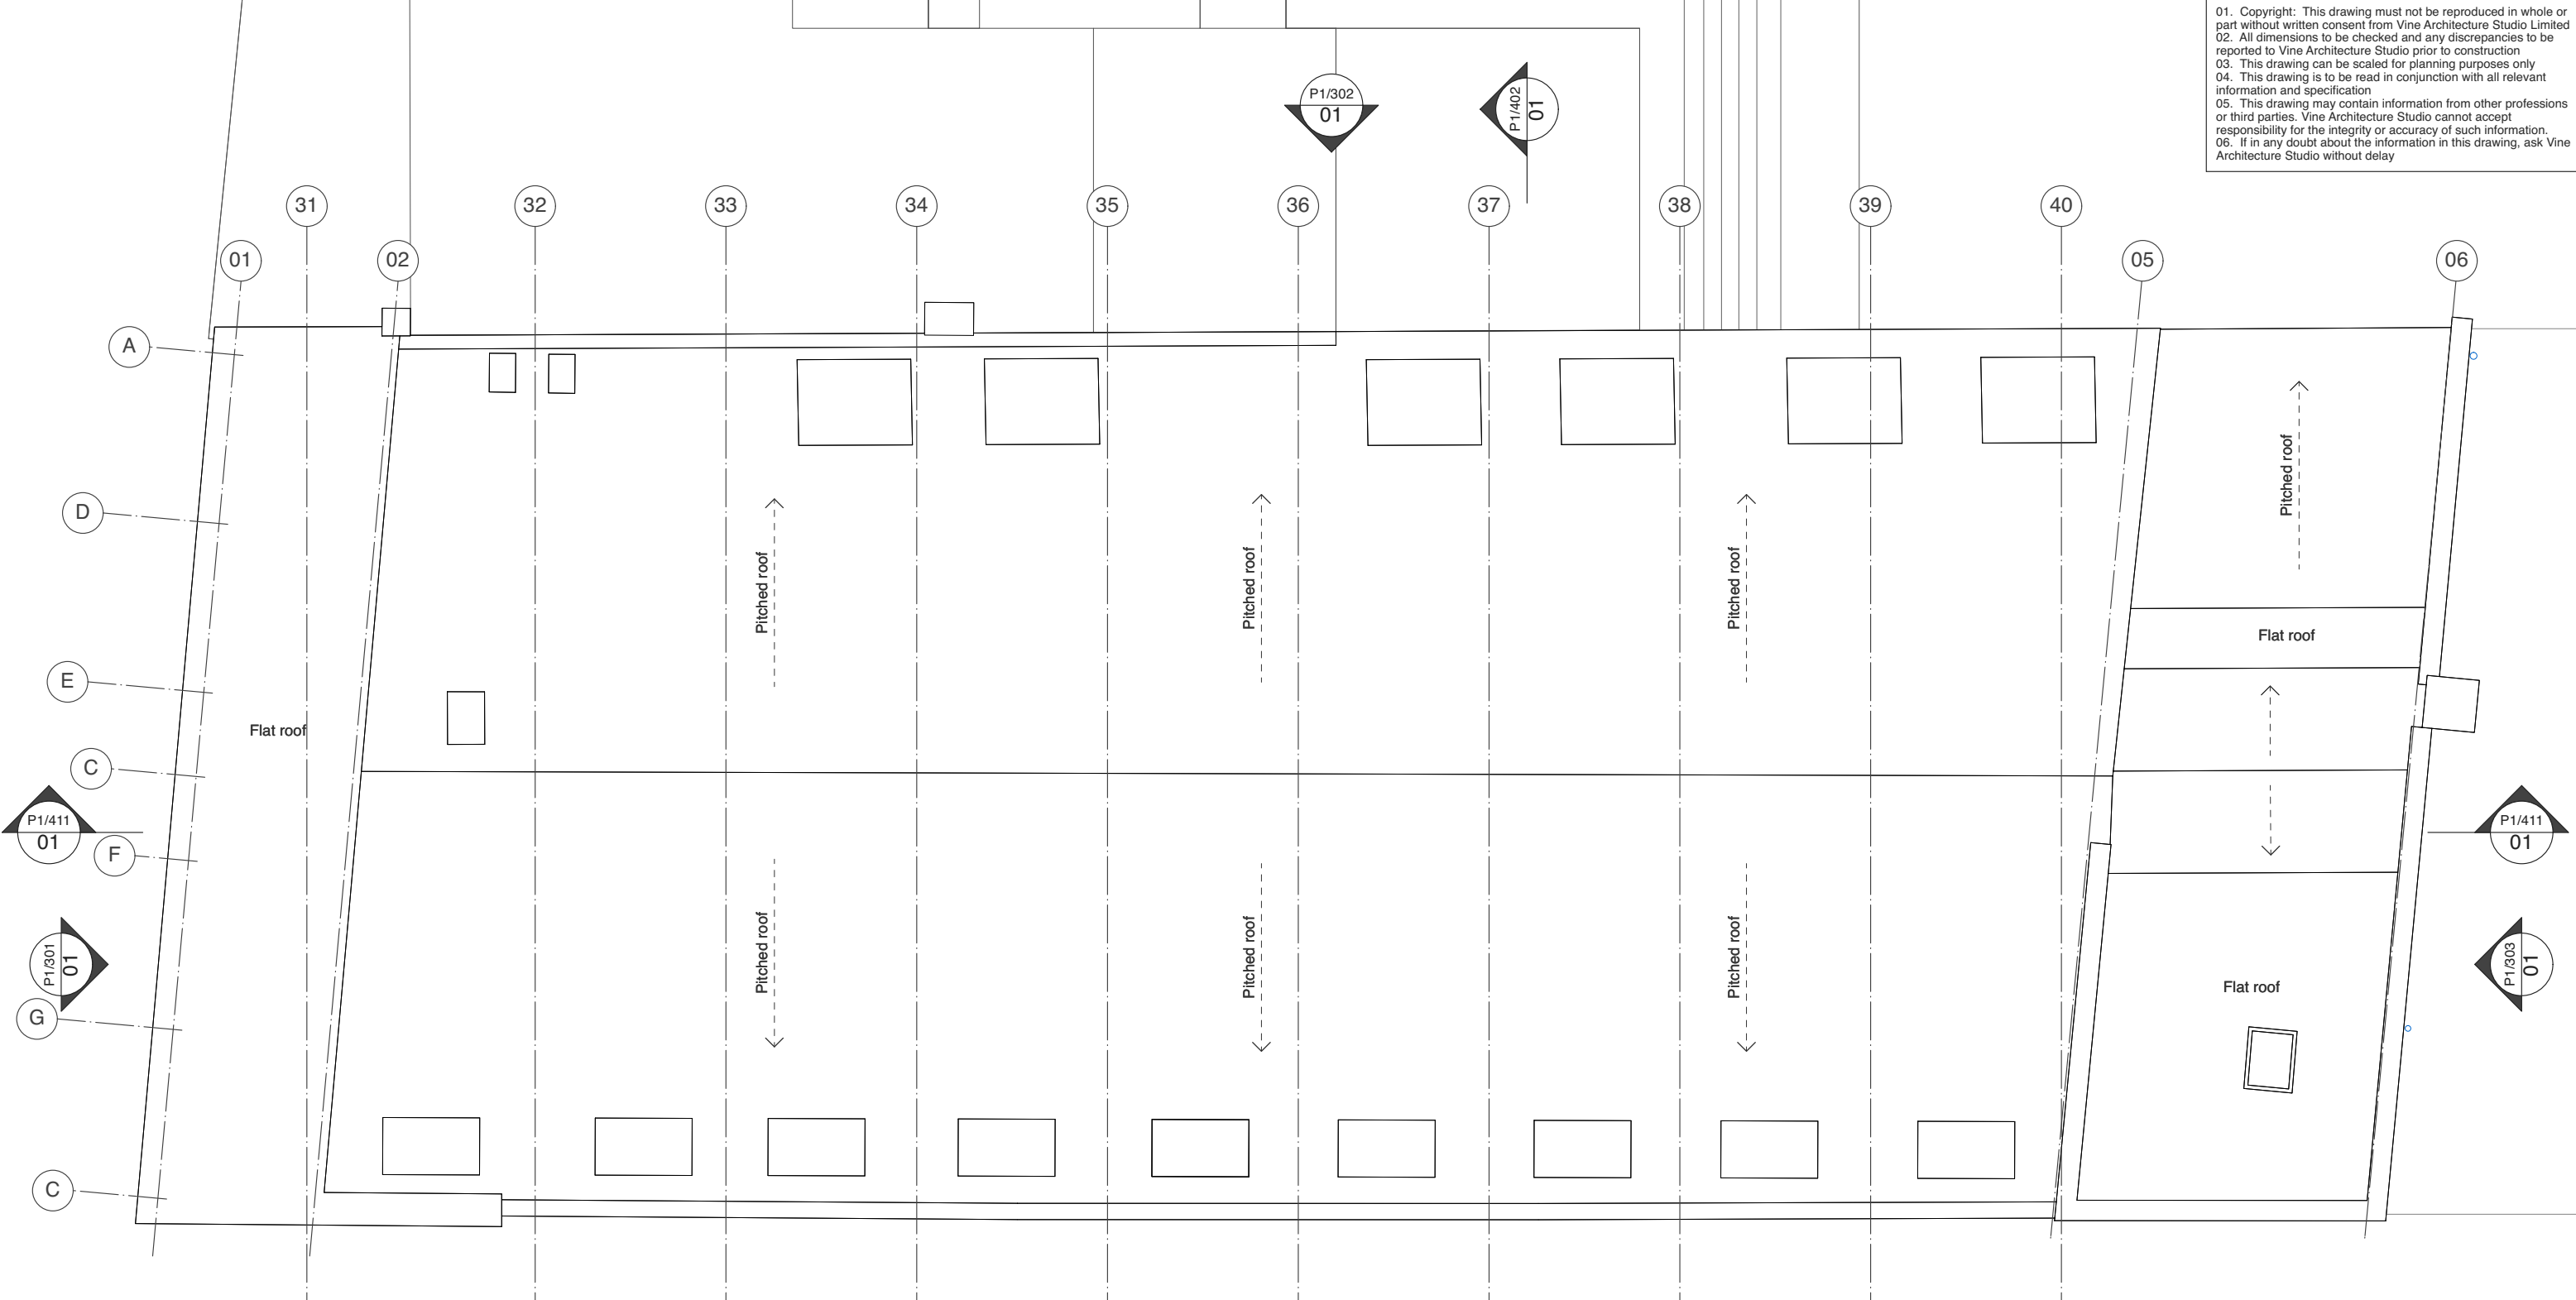 01. Copyright: This drawing must not be reproduced in whole or
part without written consent from Vine Architecture Studio Limited
02. All dimensions to be checked and any discrepancies to be
reported to Vine Architecture Studio prior to construction
03. This drawing can be scaled for planning purposes only
04. This drawing is to be read in conjunction with all relevant
information and specification
05. This drawing may contain information from other professions
or third parties. Vine Architecture Studio cannot accept
responsibility for the integrity or accuracy of such information.
06. If in any doubt about the information in this drawing, ask Vine
Architecture Studio without delay
P1/302
01
P1/402
01
31
32
33
34
35
36
37
38
39
40
01
02
05
06
A
D
E
C
F
G
C
Pitched roof
Pitched roof
Pitched roof
Pitched roof
Flat roof
Flat roof
P1/411
01
P1/411
01
P1/301
01
Pitched roof
Pitched roof
Pitched roof
P1/303
01
Flat roof